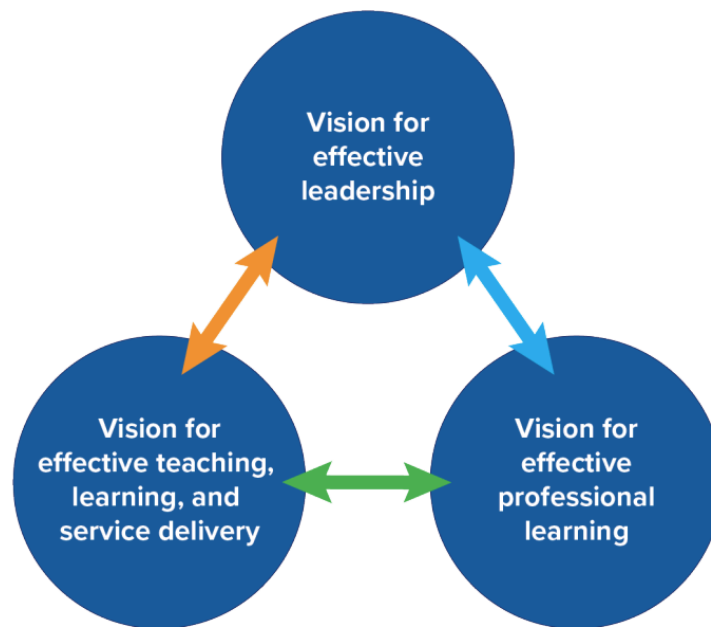 Vision for
effective
leadership
Vision for
effective teaching,
learning, and
service delivery
Vision for
effective
professional
learning